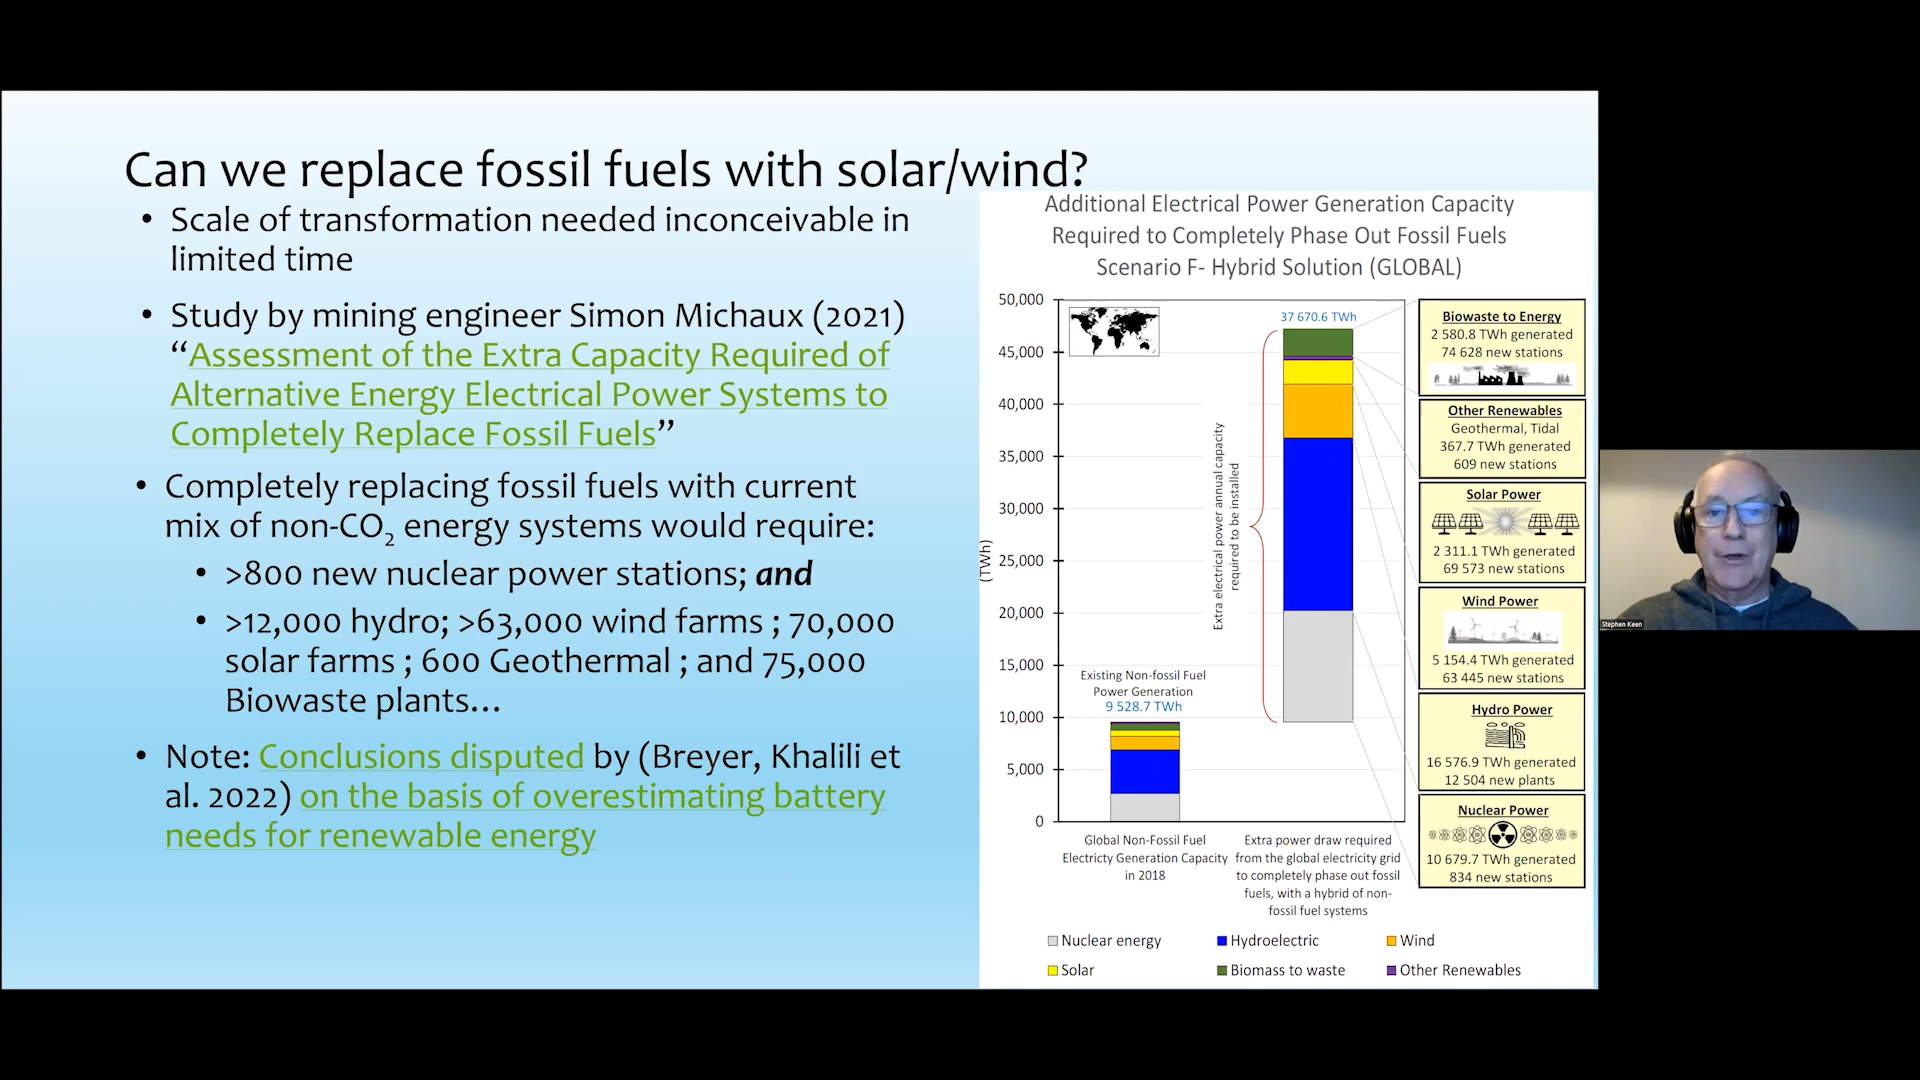 Can we replace fossil fuels with solar/wind?
• Scale of transformation needed inconceivable in
limited time
• Study by mining engineer Simon Michaux (2021)
“Assessment of the Extra Capacity Required of
Alternative Energy Electrical Power Systems to
Completely Replace Fossil Fuels”
• Completely replacing fossil fuels with current
mix of non-CO₂ energy systems would require:
• >800 new nuclear power stations; and
• >12,000 hydro; >63,000 wind farms ; 70,000
solar farms ; 600 Geothermal ; and 75,000
Biowaste plants…
• Note: Conclusions disputed by (Breyer, Khalili et
al. 2022) on the basis of overestimating battery
needs for renewable energy
Additional Electrical Power Generation Capacity
Required to Completely Phase Out Fossil Fuels
Scenario F- Hybrid Solution (GLOBAL)
(TWh)
50,000
45,000
40,000
35,000
30,000
25,000
20,000
15,000
10,000
5,000
0
Existing Non-fossil Fuel
Power Generation
9 528.7 TWh
Extra electrical power annual capacity
required to be installed
37 670.6 TWh
Global Non-Fossil Fuel
Electricty Generation Capacity
in 2018
Extra power draw required
from the global electricity grid
to completely phase out fossil
fuels, with a hybrid of non-
fossil fuel systems
Biowaste to Energy
2 580.8 TWh generated
74 628 new stations
Other Renewables
Geothermal, Tidal
367.7 TWh generated
609 new stations
Solar Power
2 311.1 TWh generated
69 573 new stations
Wind Power
5 154.4 TWh generated
63 445 new stations
Hydro Power
16 576.9 TWh generated
12 504 new plants
Nuclear Power
10 679.7 TWh generated
834 new stations
Nuclear energy
Hydroelectric
Wind
Solar
Biomass to waste
Other Renewables
Stephen Keen